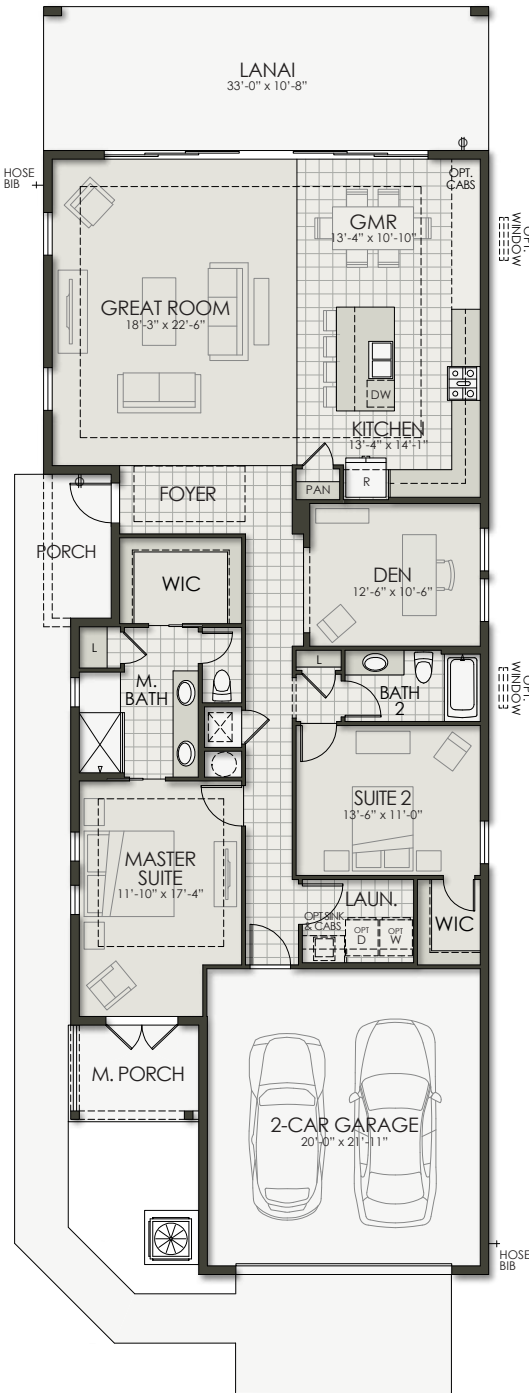 LANAI
33'-0" x 10'-8"
HOSE
BIB
OPT.
CABS
GMR
13'-4" x 10'-10"
OPT.
WINDOW
GREAT ROOM
18'-3" x 22'-6"
DW
KITCHEN
13'-4" x 14'-1"
PAN
R
FOYER
PORCH
WIC
DEN
12'-6" x 10'-6"
L
M.
BATH
L
BATH
2
OPT.
WINDOW
SUITE 2
13'-6" x 11'-0"
MASTER
SUITE
11'-10" x 17'-4"
LAUN.
OPT SINK
& CABS
OPT
D
OPT
W
WIC
M. PORCH
2-CAR GARAGE
20'-0" x 21'-11"
HOSE
BIB